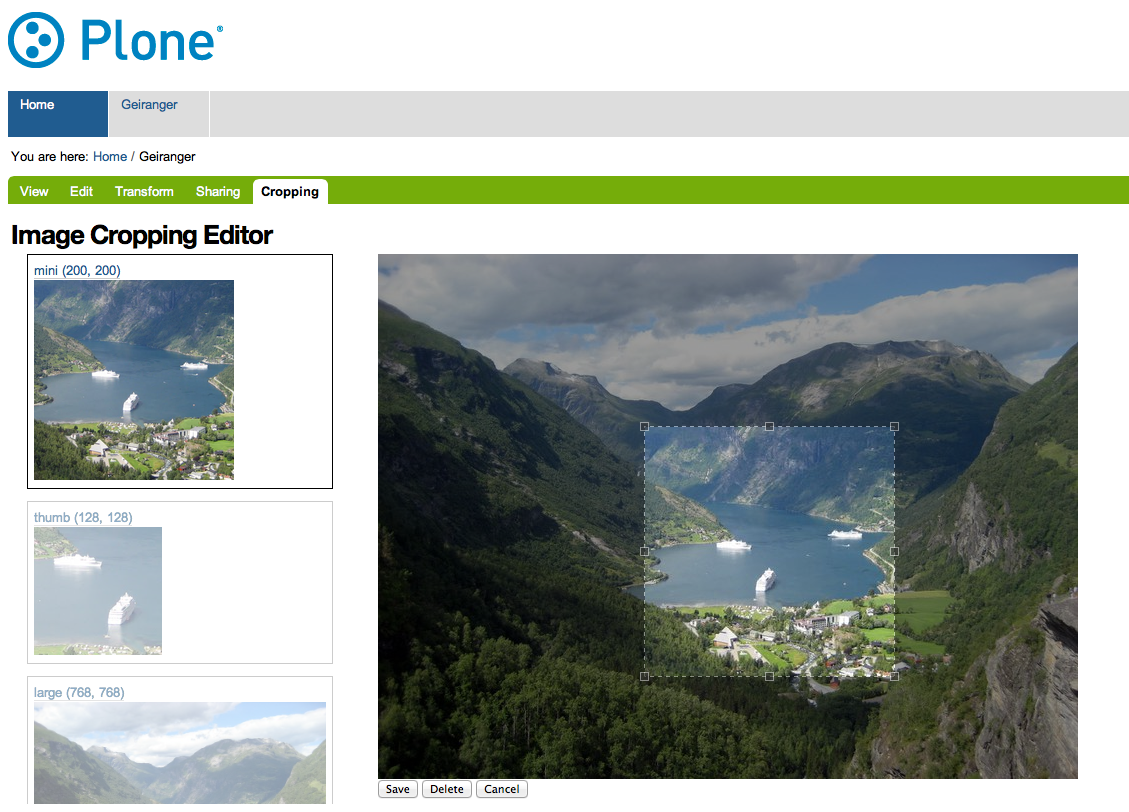 Plone®
Home Geiranger
You are here: Home / Geiranger
View Edit Transform Sharing Cropping
Image Cropping Editor
mini (200, 200)
thumb (128, 128)
large (768, 768)
Save Delete Cancel